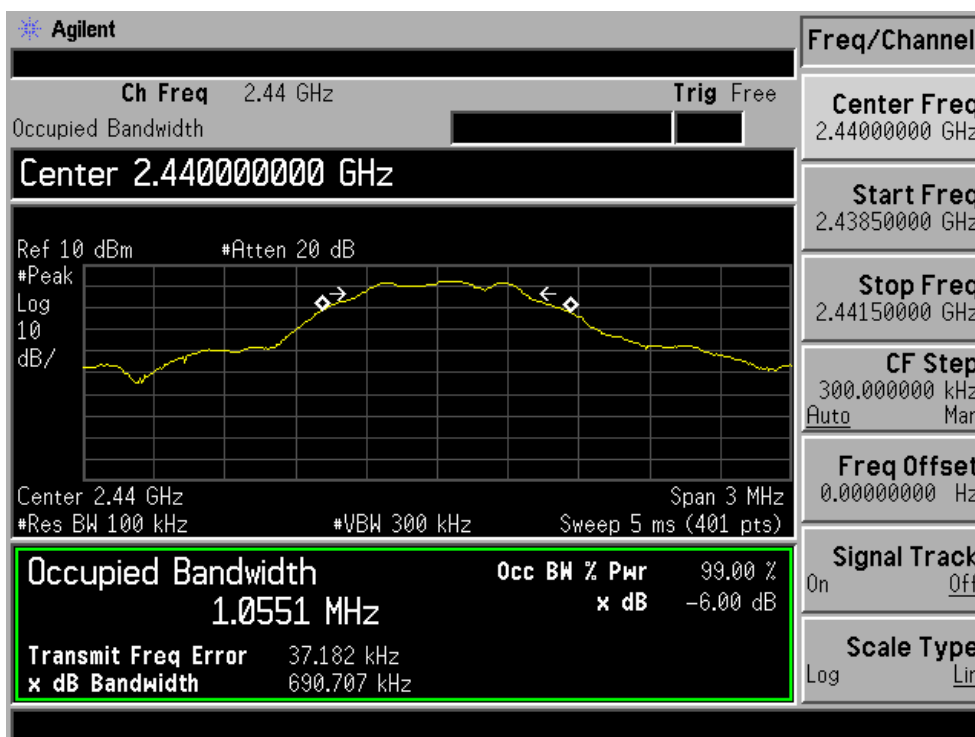 Agilent
Freq/Channel
Ch Freq 2.44 GHz Trig Free
Occupied Bandwidth
Center 2.440000000 GHz
Ref 10 dBm #Atten 20 dB
#Peak
Log
10
dB/
Center 2.44 GHz Span 3 MHz
#Res BW 100 kHz #VBW 300 kHz Sweep 5 ms (401 pts)
Occupied Bandwidth
1.0551 MHz
Occ BW % Pwr 99.00 %
x dB -6.00 dB
Transmit Freq Error 37.182 kHz
x dB Bandwidth 690.707 kHz
Center Freq
2.44000000 GHz
Start Freq
2.43850000 GHz
Stop Freq
2.44150000 GHz
CF Step
300.000000 kHz
Auto Man
Freq Offset
0.00000000 Hz
Signal Track
On Off
Scale Type
Log Lin